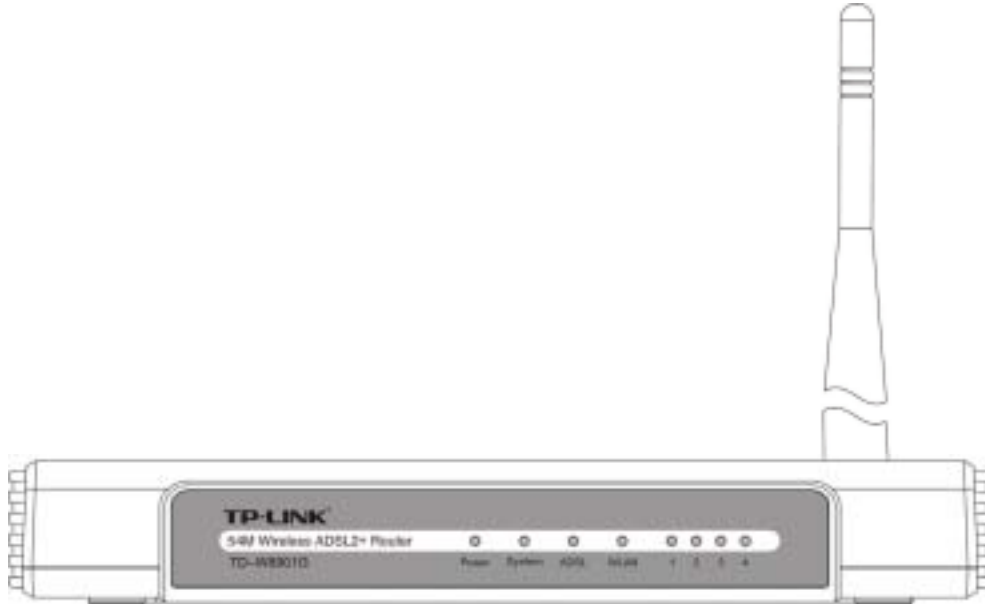 TP-LINK
54M Wireless ADSL2+ Router
TD-W8901G
Power System ADSL WLAN 1 2 3 4